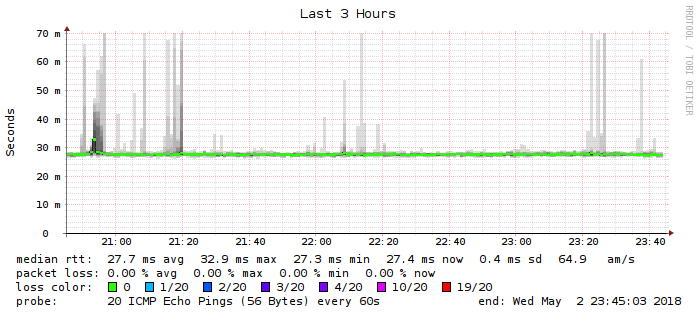 Last 3 Hours
RRDTOOL / TOBI OETIKER
Seconds
70 m
60 m
50 m
40 m
30 m
20 m
10 m
0
21:00 21:20 21:40 22:00 22:20 22:40 23:00 23:20 23:40
median rtt: 27.7 ms avg 32.9 ms max 27.3 ms min 27.4 ms now 0.4 ms sd 64.9 am/s
packet loss: 0.00 % avg 0.00 % max 0.00 % min 0.00 % now
loss color: 0 1/20 2/20 3/20 4/20 10/20 19/20
probe: 20 ICMP Echo Pings (56 Bytes) every 60s end: Wed May 2 23:45:03 2018